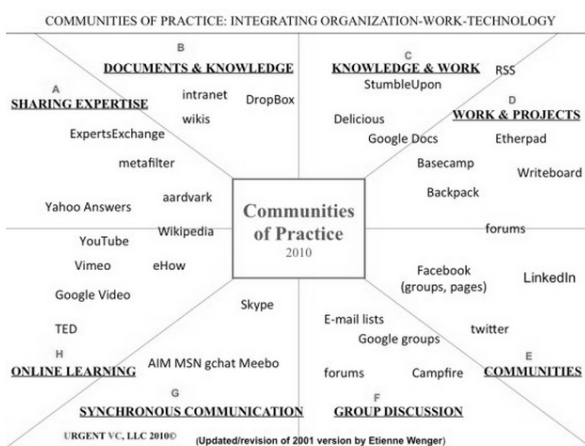 COMMUNITIES OF PRACTICE: INTEGRATING ORGANIZATION-WORK-TECHNOLOGY
B
DOCUMENTS & KNOWLEDGE
C
KNOWLEDGE & WORK
RSS
StumbleUpon
A
SHARING EXPERTISE
intranet
DropBox
wikis
Delicious
D
WORK & PROJECTS
ExpertsExchange
Google Docs
Etherpad
metafilter
Basecamp
Writeboard
Backpack
aardvark
Yahoo Answers
Communities
of Practice
2010
Wikipedia
forums
YouTube
Vimeo
eHow
Facebook
(groups, pages)
LinkedIn
Google Video
Skype
TED
E-mail lists
Google groups
twitter
H
ONLINE LEARNING
AIM MSN gchat Meebo
forums
Campfire
E
COMMUNITIES
G
SYNCHRONOUS COMMUNICATION
F
GROUP DISCUSSION
URGENT VC, LLC 2010©
(Updated/revision of 2001 version by Etienne Wenger)